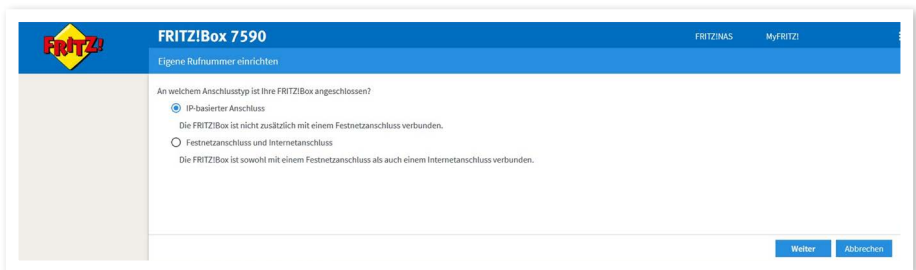 FRITZ!
FRITZ!Box 7590
FRITZ!NAS
MyFRITZ!
Eigene Rufnummer einrichten
An welchem Anschlusstyp ist Ihre FRITZ!Box angeschlossen?
IP-basierter Anschluss
Die FRITZ!Box ist nicht zusätzlich mit einem Festnetzanschluss verbunden.
Festnetzanschluss und Internetanschluss
Die FRITZ!Box ist sowohl mit einem Festnetzanschluss als auch einem Internetanschluss verbunden.
Weiter
Abbrechen